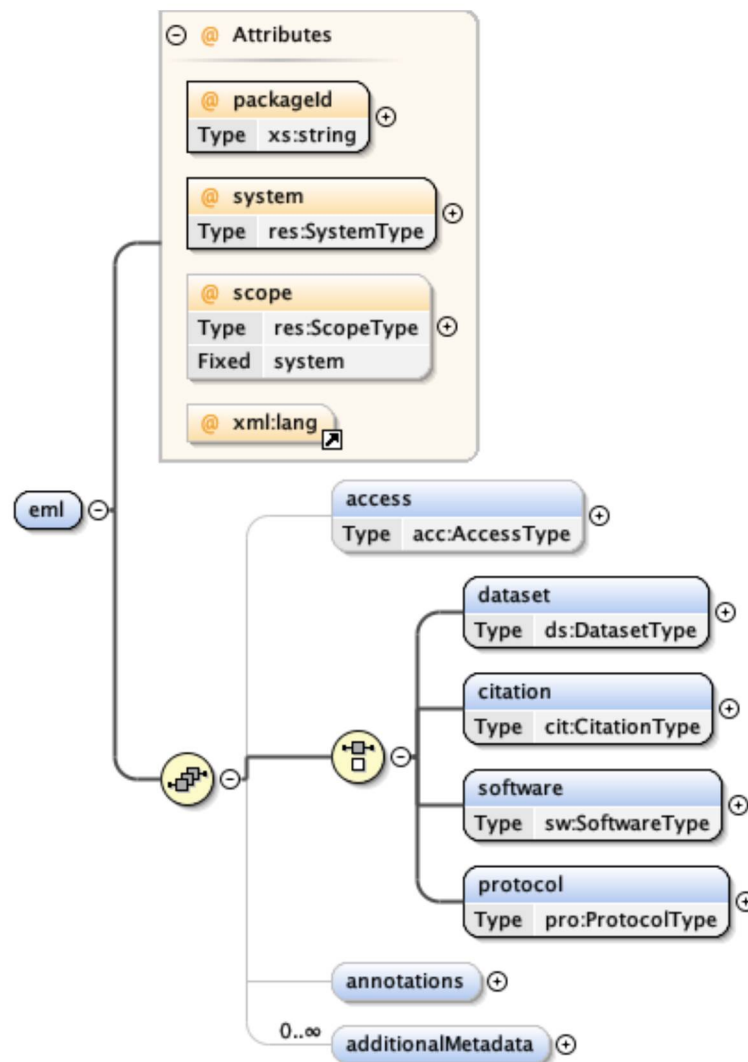 @ Attributes
@ packageId
Type xs:string
@ system
Type res:SystemType
@ scope
Type res:ScopeType
Fixed system
@ xml:lang
eml
access
Type acc:AccessType
dataset
Type ds:DatasetType
citation
Type cit:CitationType
software
Type sw:SoftwareType
protocol
Type pro:ProtocolType
annotations
0..∞
additionalMetadata